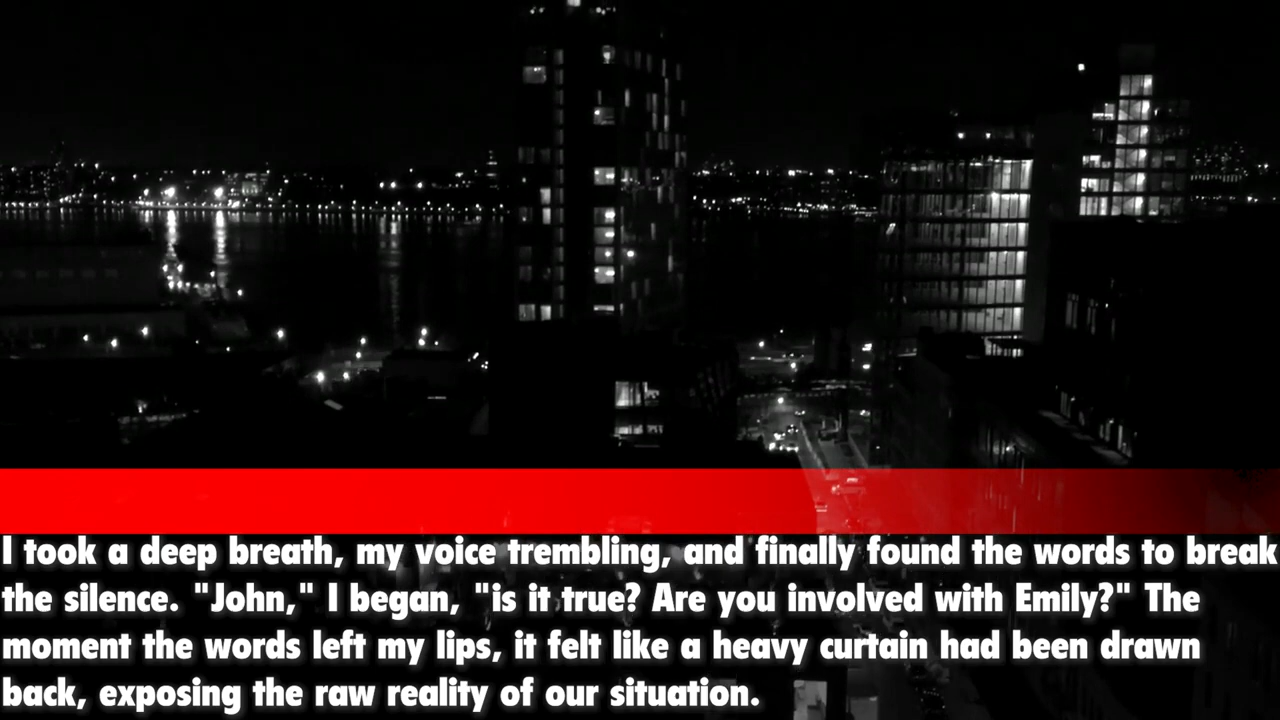 I took a deep breath, my voice trembling, and finally found the words to break
the silence. "John," I began, "is it true? Are you involved with Emily?" The
moment the words left my lips, it felt like a heavy curtain had been drawn
back, exposing the raw reality of our situation.